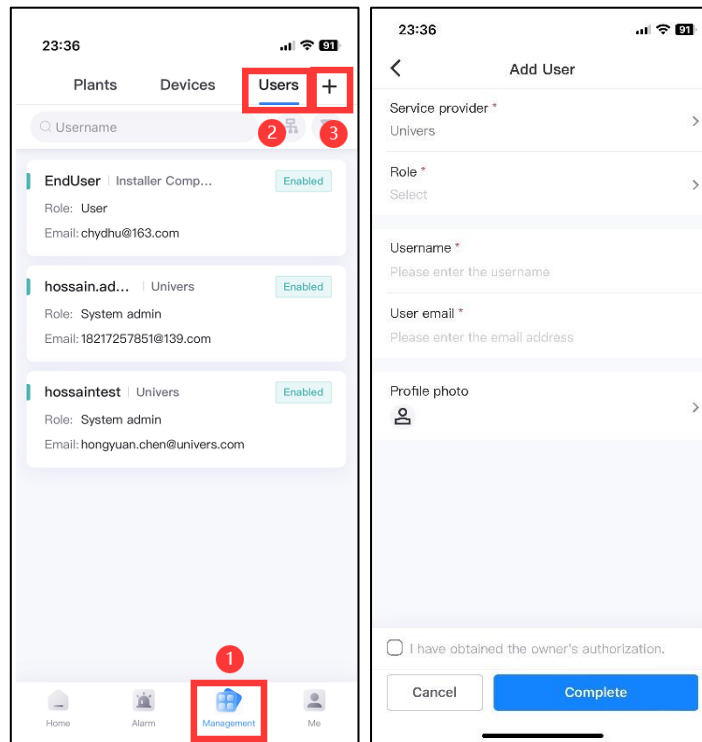 23:36
91
Plants Devices Users +
Username
2
3
EndUser Installer Comp... Enabled
Role: User
Email: chydhu@163.com
hossain.ad... Univers Enabled
Role: System admin
Email: 18217257851@139.com
hossaintest Univers Enabled
Role: System admin
Email: hongyuan.chen@univers.com
1
Home Alarm Management Me
23:36
91
Add User
Service provider *
Univers
Role *
Select
Username *
Please enter the username
User email *
Please enter the email address
Profile photo
I have obtained the owner's authorization.
Cancel Complete